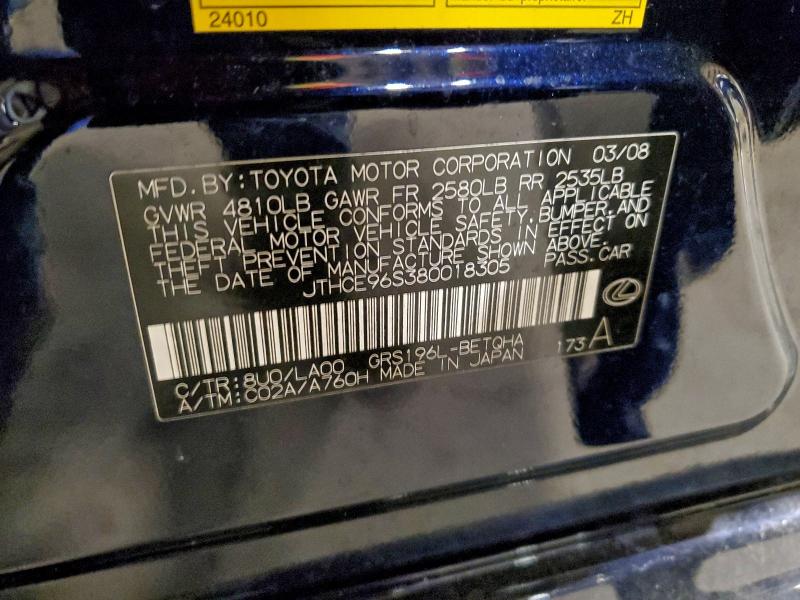 24010 ZH
MFD. BY: TOYOTA MOTOR CORPORATION 03/08
GVWR 4810LB GAWR FR 2580LB RR 2535LB
THIS VEHICLE CONFORMS TO ALL APPLICABLE
FEDERAL MOTOR VEHICLE SAFETY, BUMPER, AND
THEFT PREVENTION STANDARDS IN EFFECT ON
THE DATE OF MANUFACTURE SHOWN ABOVE.
JTHCE96S380018305 PASS. CAR
C/TR: 8U0/LA00 GRS196L-BETQHA 173 A
A/TM: C02A/A760H MADE IN JAPAN